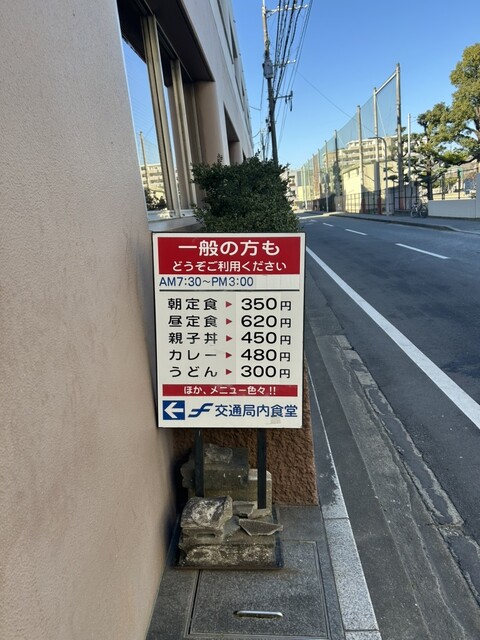 一般の方も
どうぞご利用ください
AM7:30〜PM3:00
朝定食▶350円
昼定食▶620円
親子丼▶450円
カレー▶480円
うどん▶300円
ほか、メニュー色々!!
交通局内食堂